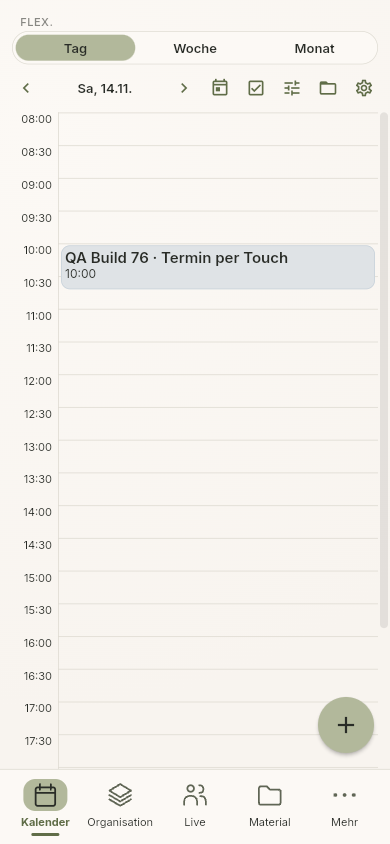 FLEX.
Tag
Woche
Monat
Sa, 14.11.
08:00
08:30
09:00
09:30
10:00
QA Build 76 · Termin per Touch
10:00
10:30
11:00
11:30
12:00
12:30
13:00
13:30
14:00
14:30
15:00
15:30
16:00
16:30
17:00
17:30
Kalender
Organisation
Live
Material
Mehr